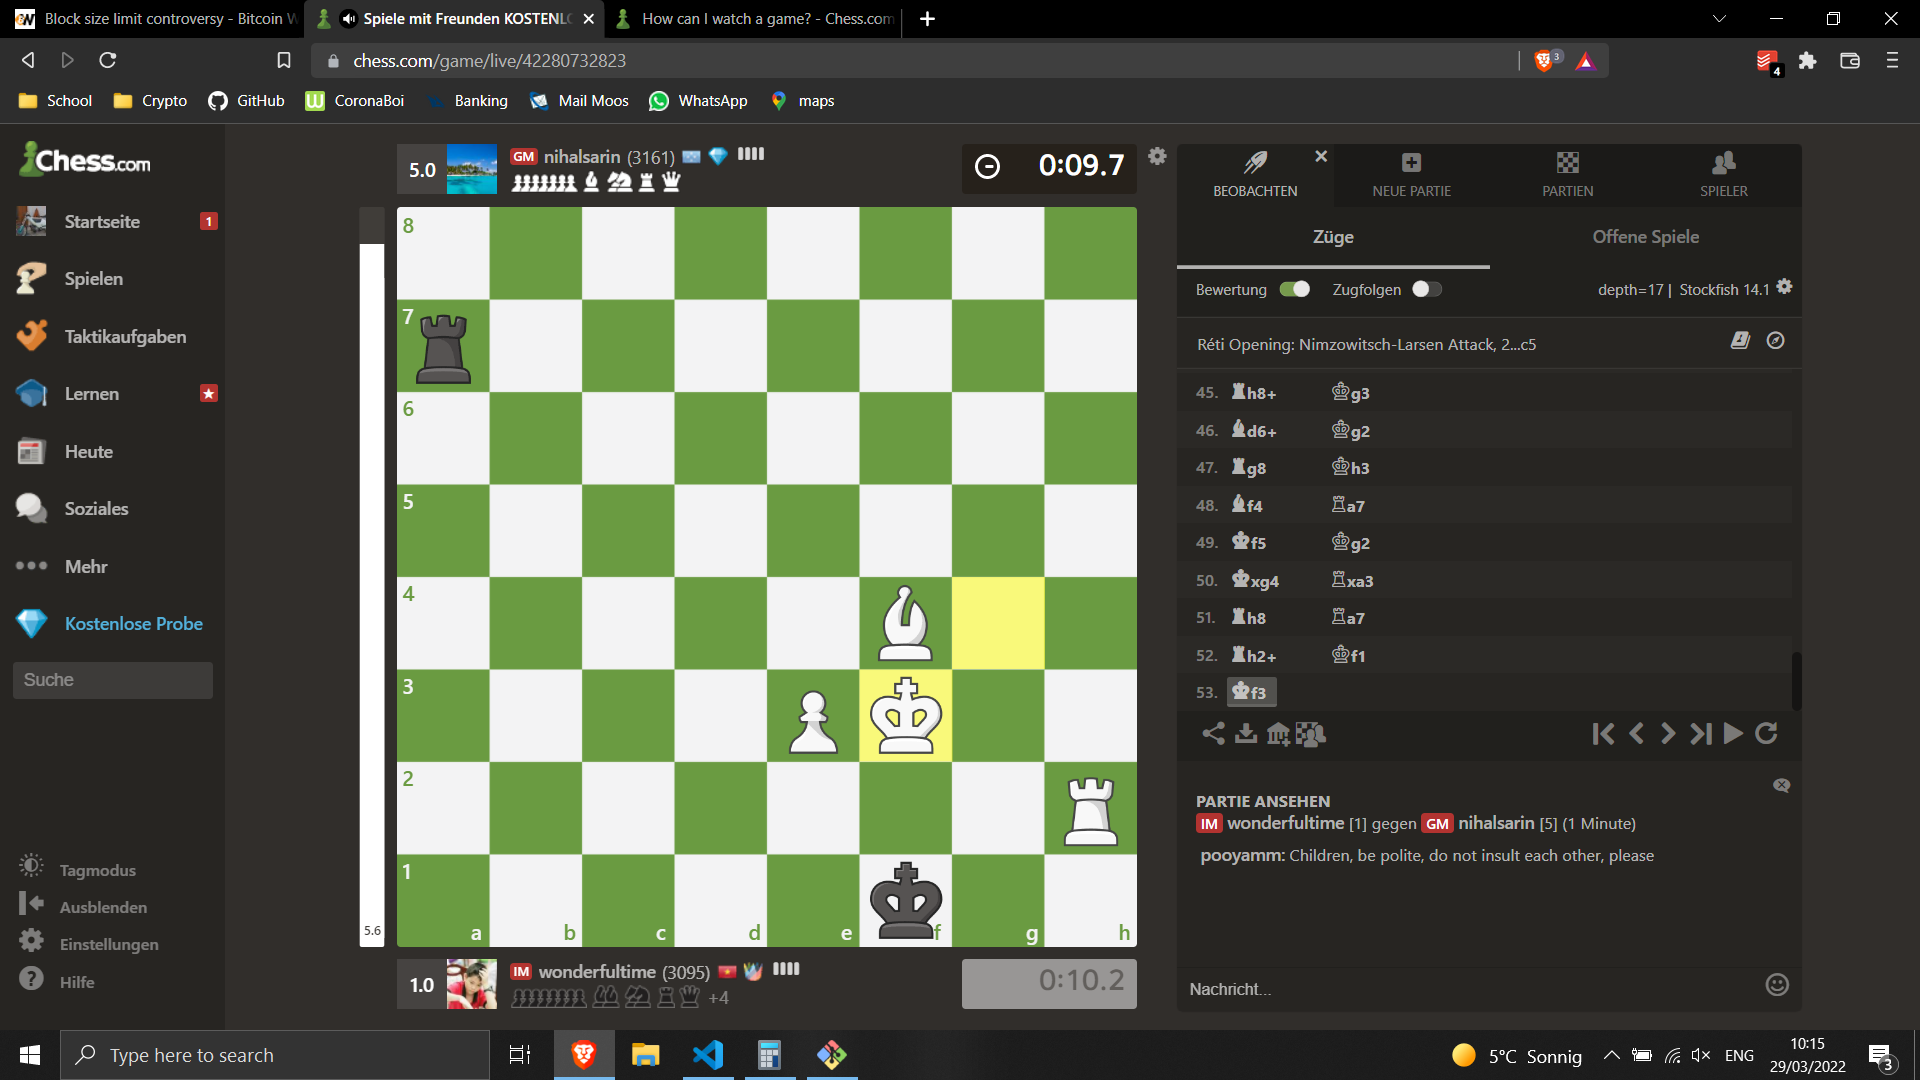 Block size limit controversy - Bitcoin W
Spiele mit Freunden KOSTENLO
How can I watch a game? - Chess.com
chess.com/game/live/42280732823
3
4
School
Crypto
GitHub
CoronaBoi
Banking
Mail Moos
WhatsApp
maps
Chess.com
Startseite
1
Spielen
Taktikaufgaben
Lernen
Heute
Soziales
Mehr
Kostenlose Probe
Suche
Tagmodus
Ausblenden
Einstellungen
Hilfe
5.0
GM nihalsarin (3161)
0:09.7
8
7
6
5
4
3
2
1
a b c d e f g h
5.6
1.0
IM wonderfultime (3095)
+4
0:10.2
BEOBACHTEN
NEUE PARTIE
PARTIEN
SPIELER
Züge
Offene Spiele
Bewertung
Zugfolgen
depth=17 | Stockfish 14.1
Réti Opening: Nimzowitsch-Larsen Attack, 2...c5
45. h8+ g3
46. d6+ g2
47. g8 h3
48. f4 a7
49. f5 g2
50. xg4 xa3
51. h8 a7
52. h2+ f1
53. f3
PARTIE ANSEHEN
IM wonderfultime [1] gegen GM nihalsarin [5] (1 Minute)
pooyamm: Children, be polite, do not insult each other, please
Nachricht...
Type here to search
5°C Sonnig
ENG
10:15
29/03/2022
3